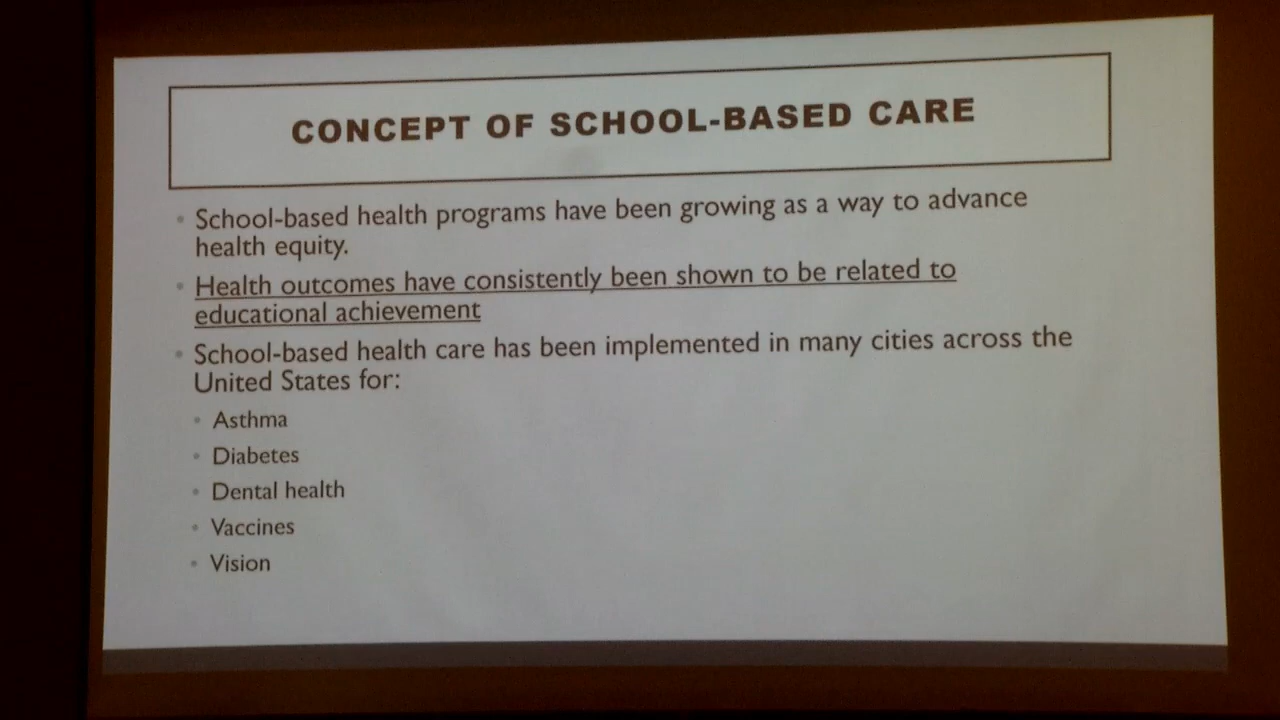 CONCEPT OF SCHOOL-BASED CARE
• School-based health programs have been growing as a way to advance
health equity.
• Health outcomes have consistently been shown to be related to
educational achievement
• School-based health care has been implemented in many cities across the
United States for:
• Asthma
• Diabetes
• Dental health
• Vaccines
• Vision